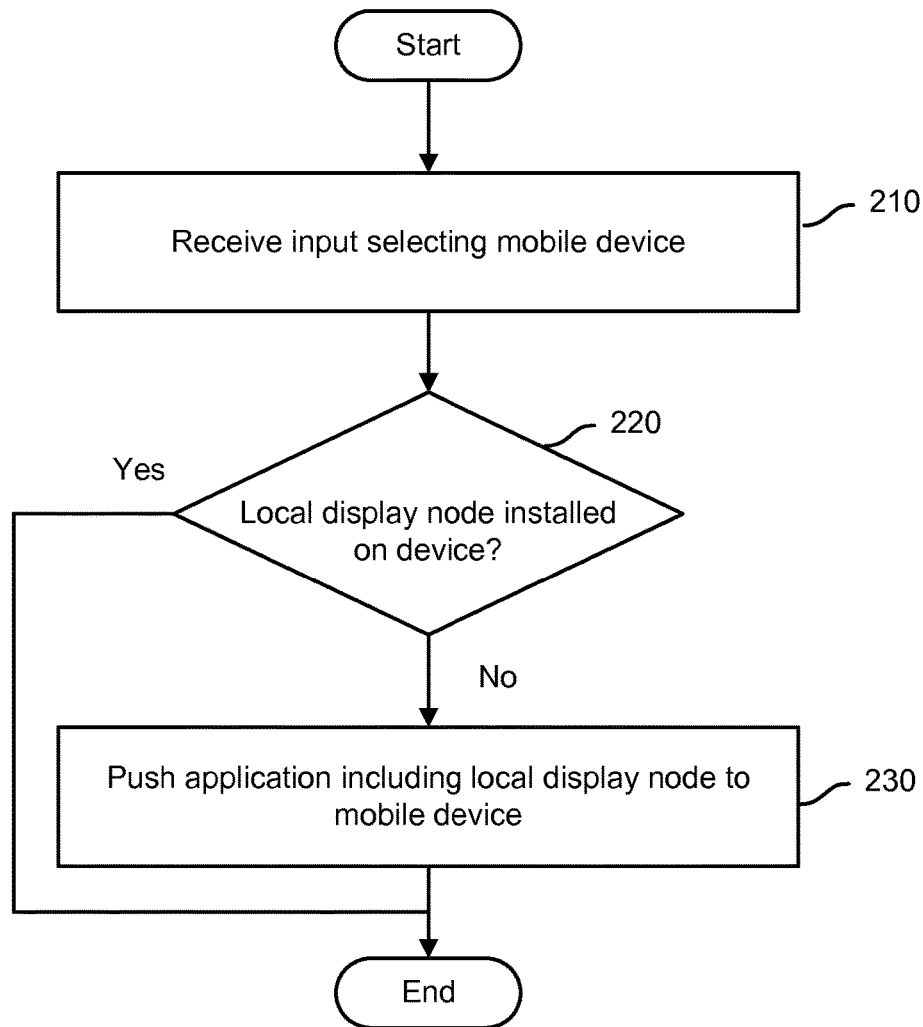 Start
Receive input selecting mobile device
210
220
Yes
Local display node installed
on device?
No
Push application including local display node to
mobile device
230
End